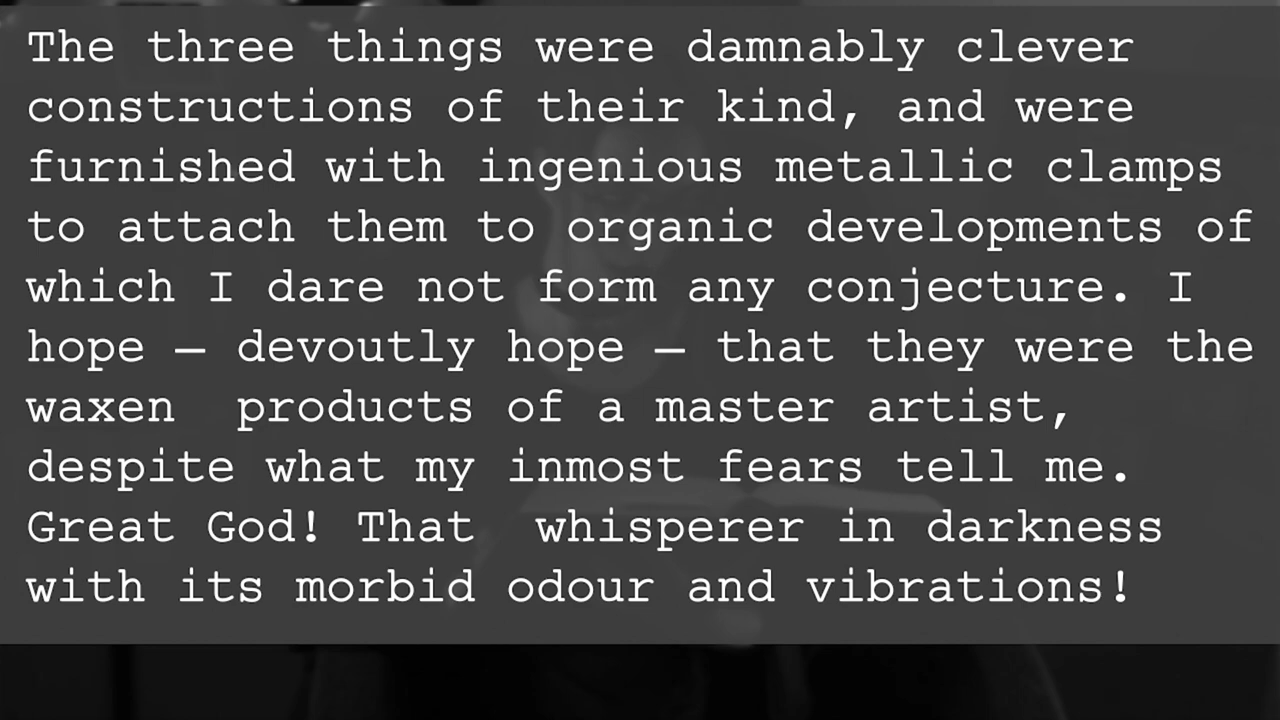 The three things were damnably clever
constructions of their kind, and were
furnished with ingenious metallic clamps
to attach them to organic developments of
which I dare not form any conjecture. I
hope — devoutly hope — that they were the
waxen  products of a master artist,
despite what my inmost fears tell me.
Great God! That  whisperer in darkness
with its morbid odour and vibrations!